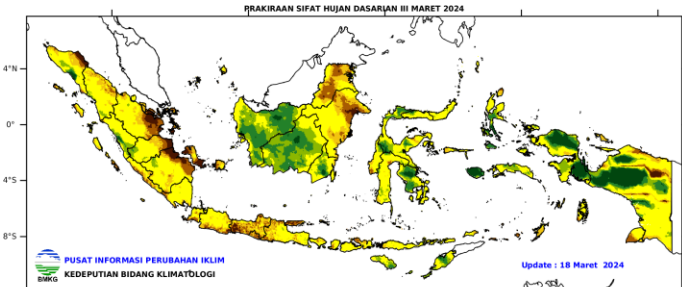 PRAKIRAAN SIFAT HUJAN DASARIAN III MARET 2024
4°N
0°
4°S
8°S
PUSAT INFORMASI PERUBAHAN IKLIM
KEDEPUTIAN BIDANG KLIMATOLOGI
BMKG
Update : 18 Maret 2024